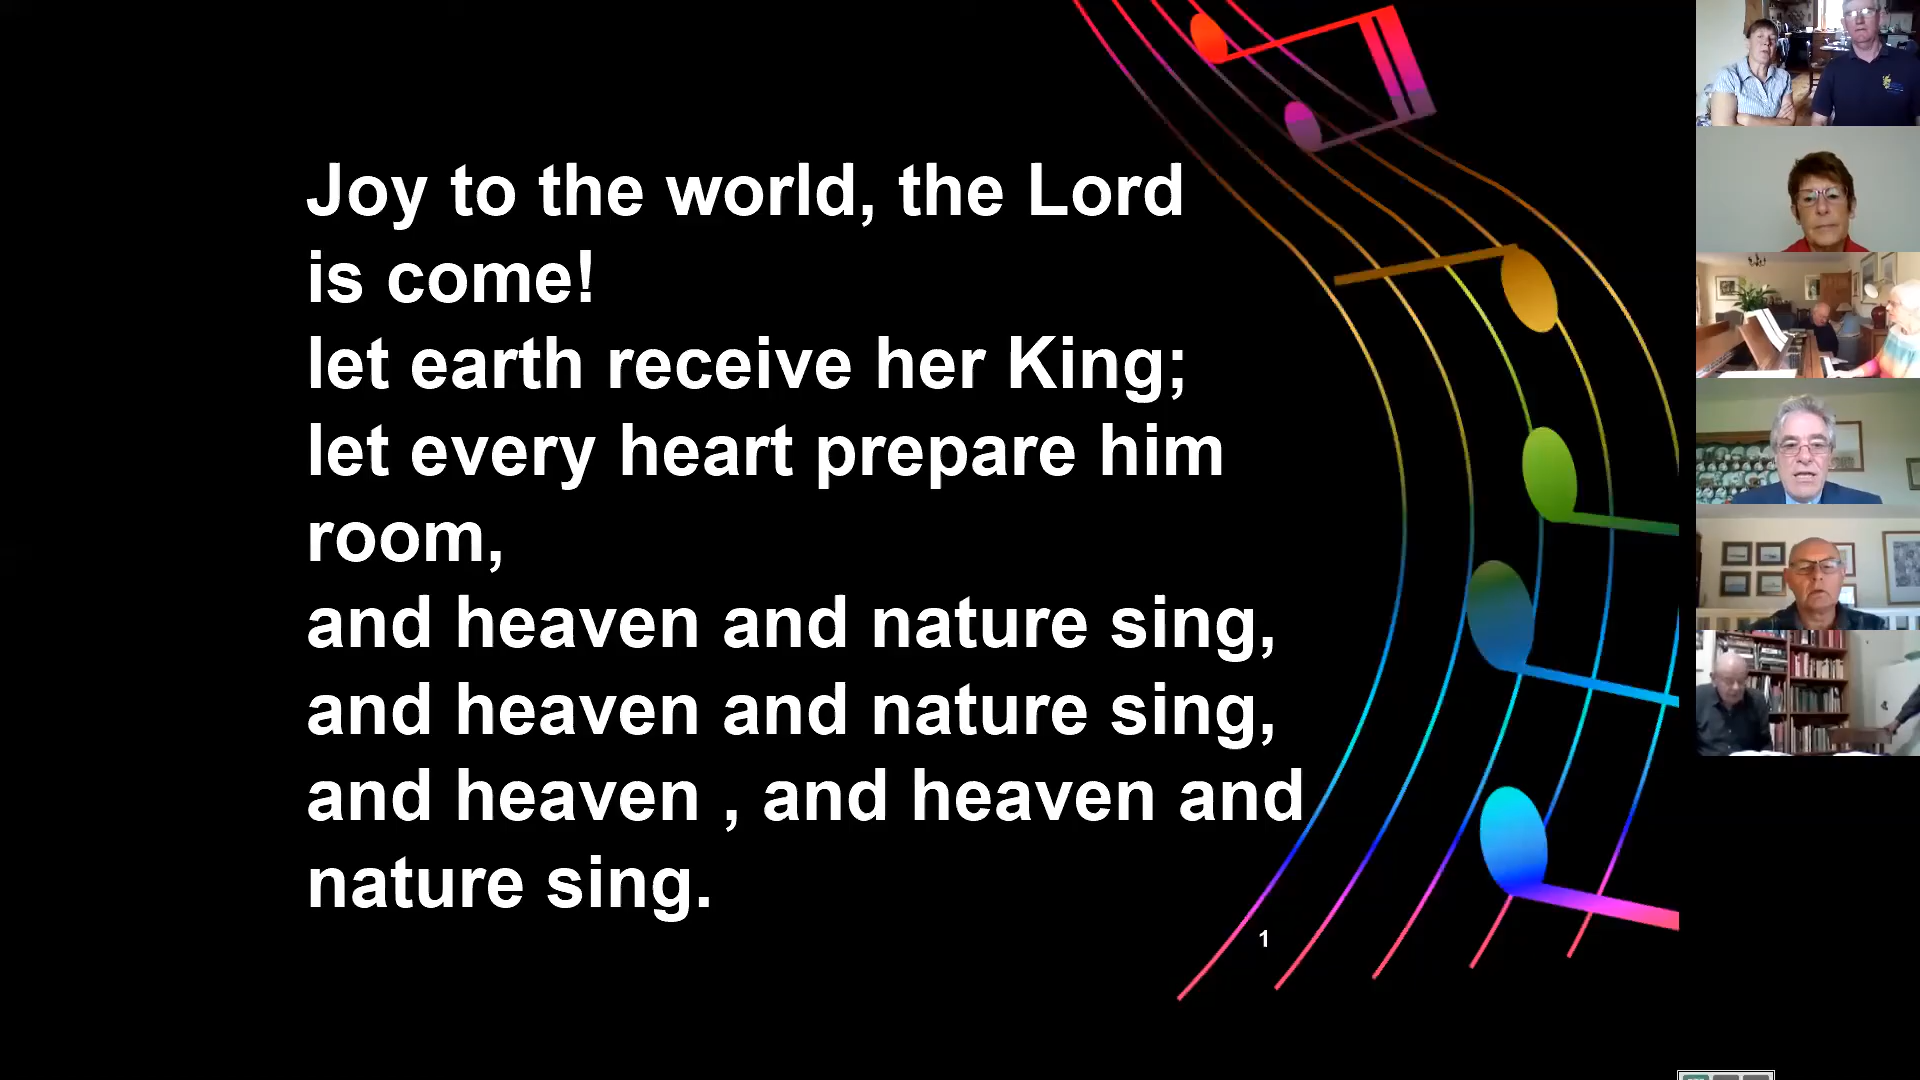 Joy to the world, the Lord
is come!
let earth receive her King;
let every heart prepare him
room,
and heaven and nature sing,
and heaven and nature sing,
and heaven , and heaven and
nature sing.
1